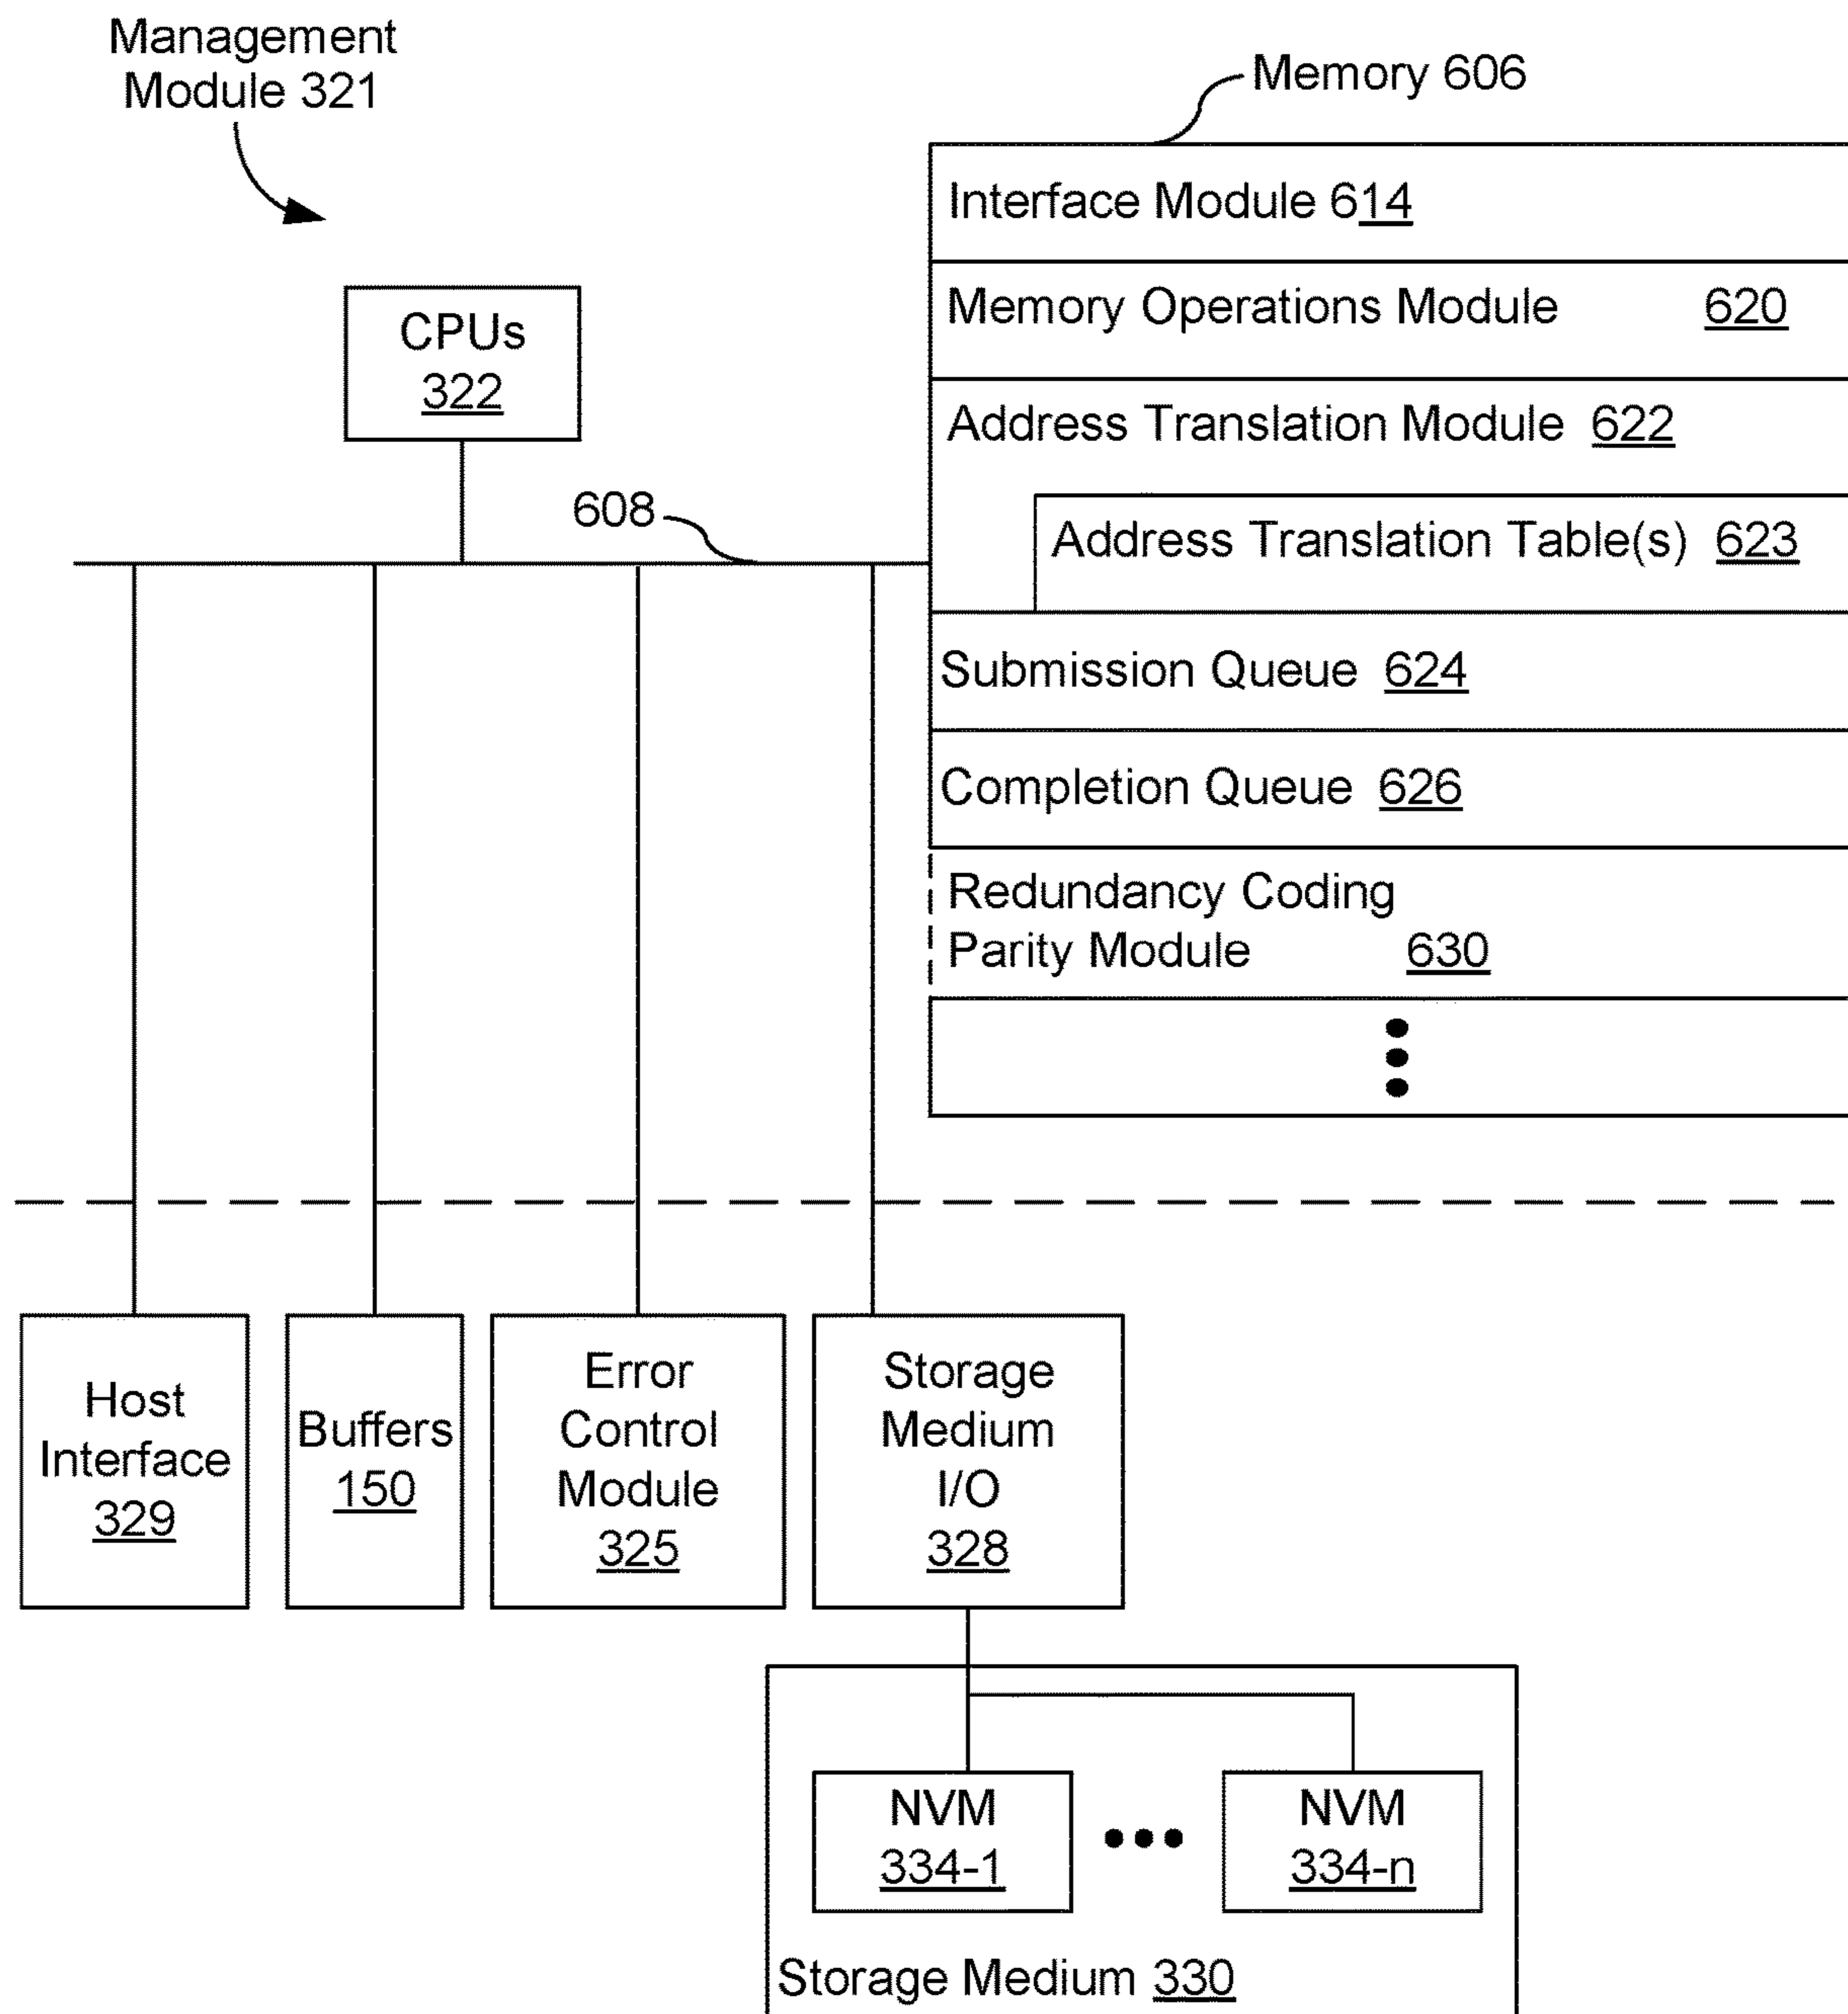 Management
Module 321
Memory 606
Interface Module 614
Memory Operations Module 620
CPUs
322
Address Translation Module 622
608
Address Translation Table(s) 623
Submission Queue 624
Completion Queue 626
Redundancy Coding
Parity Module 630
Host
Interface
329
Buffers
150
Error
Control
Module
325
Storage
Medium
I/O
328
NVM
334-1
NVM
334-n
Storage Medium 330